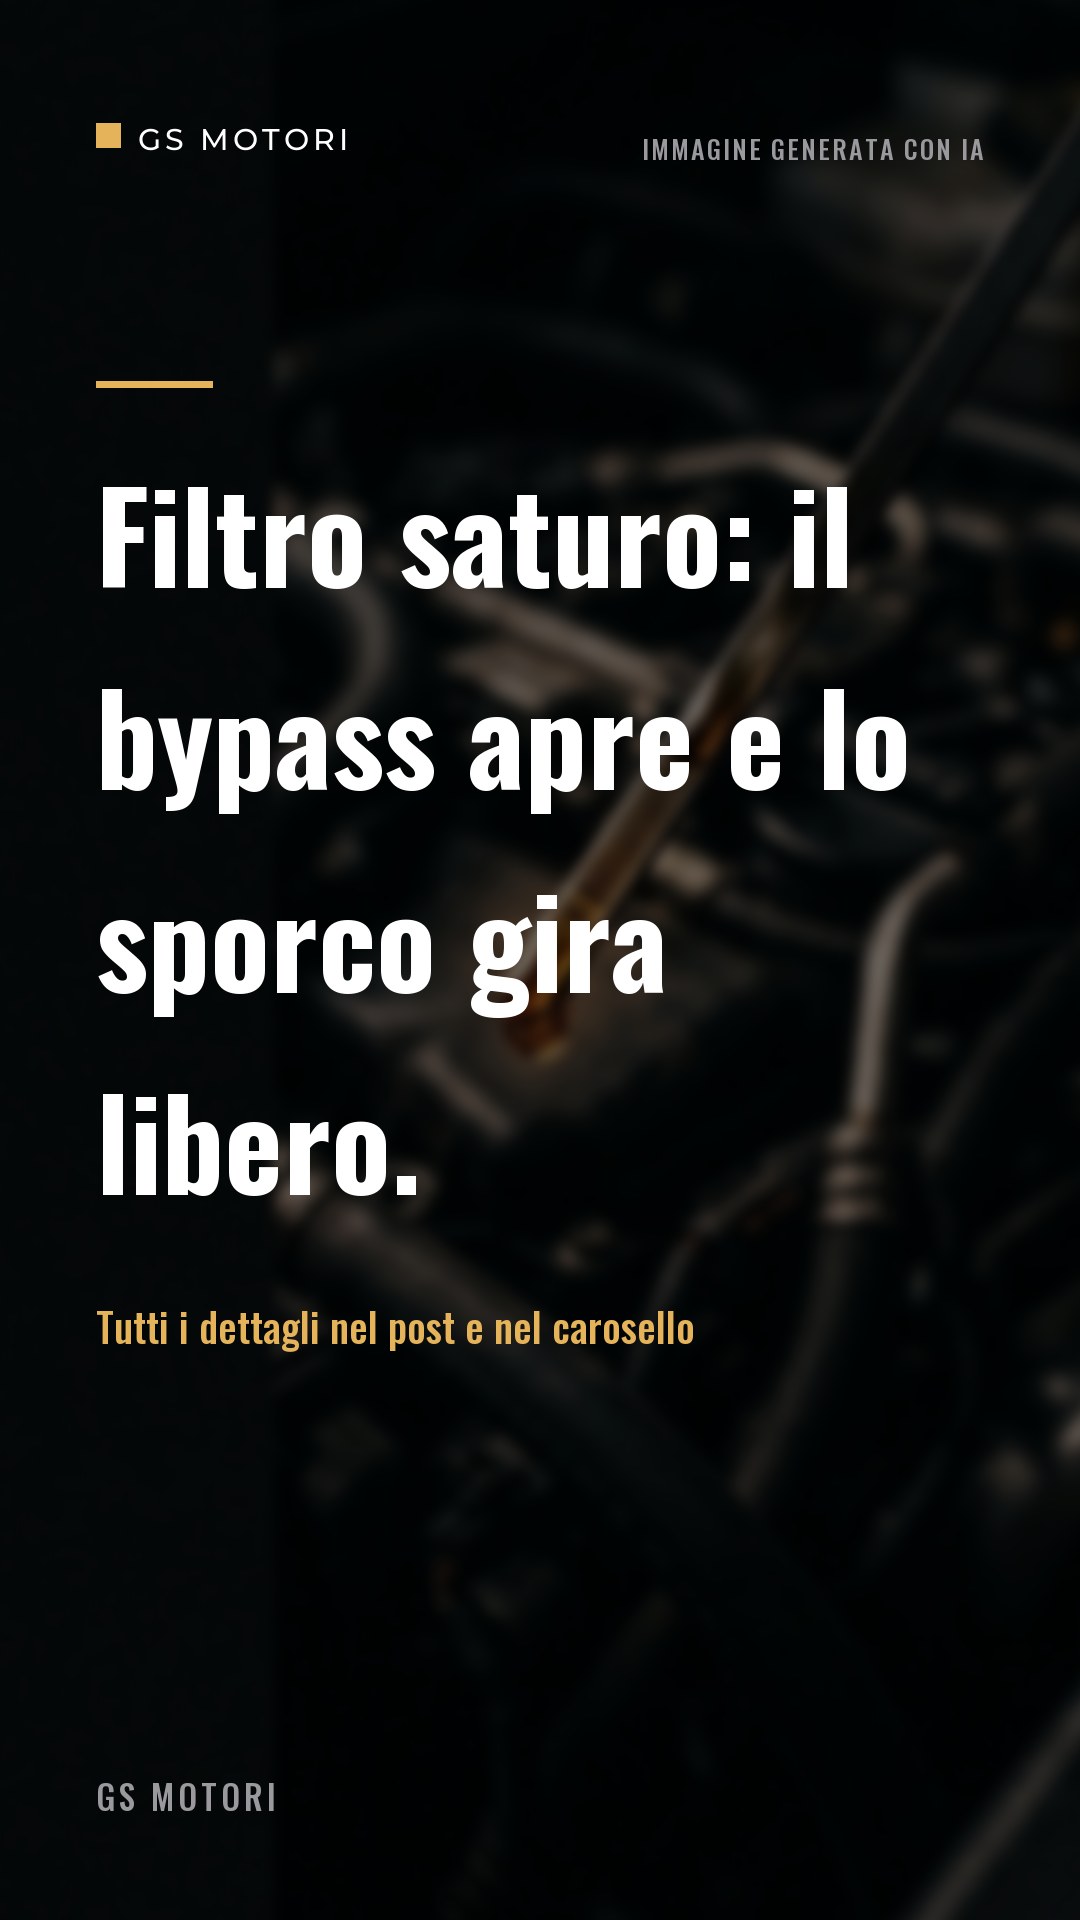 GS MOTORI
IMMAGINE GENERATA CON IA
Filtro saturo: il
bypass apre e lo
sporco gira
libero.
Tutti i dettagli nel post e nel carosello
GS MOTORI